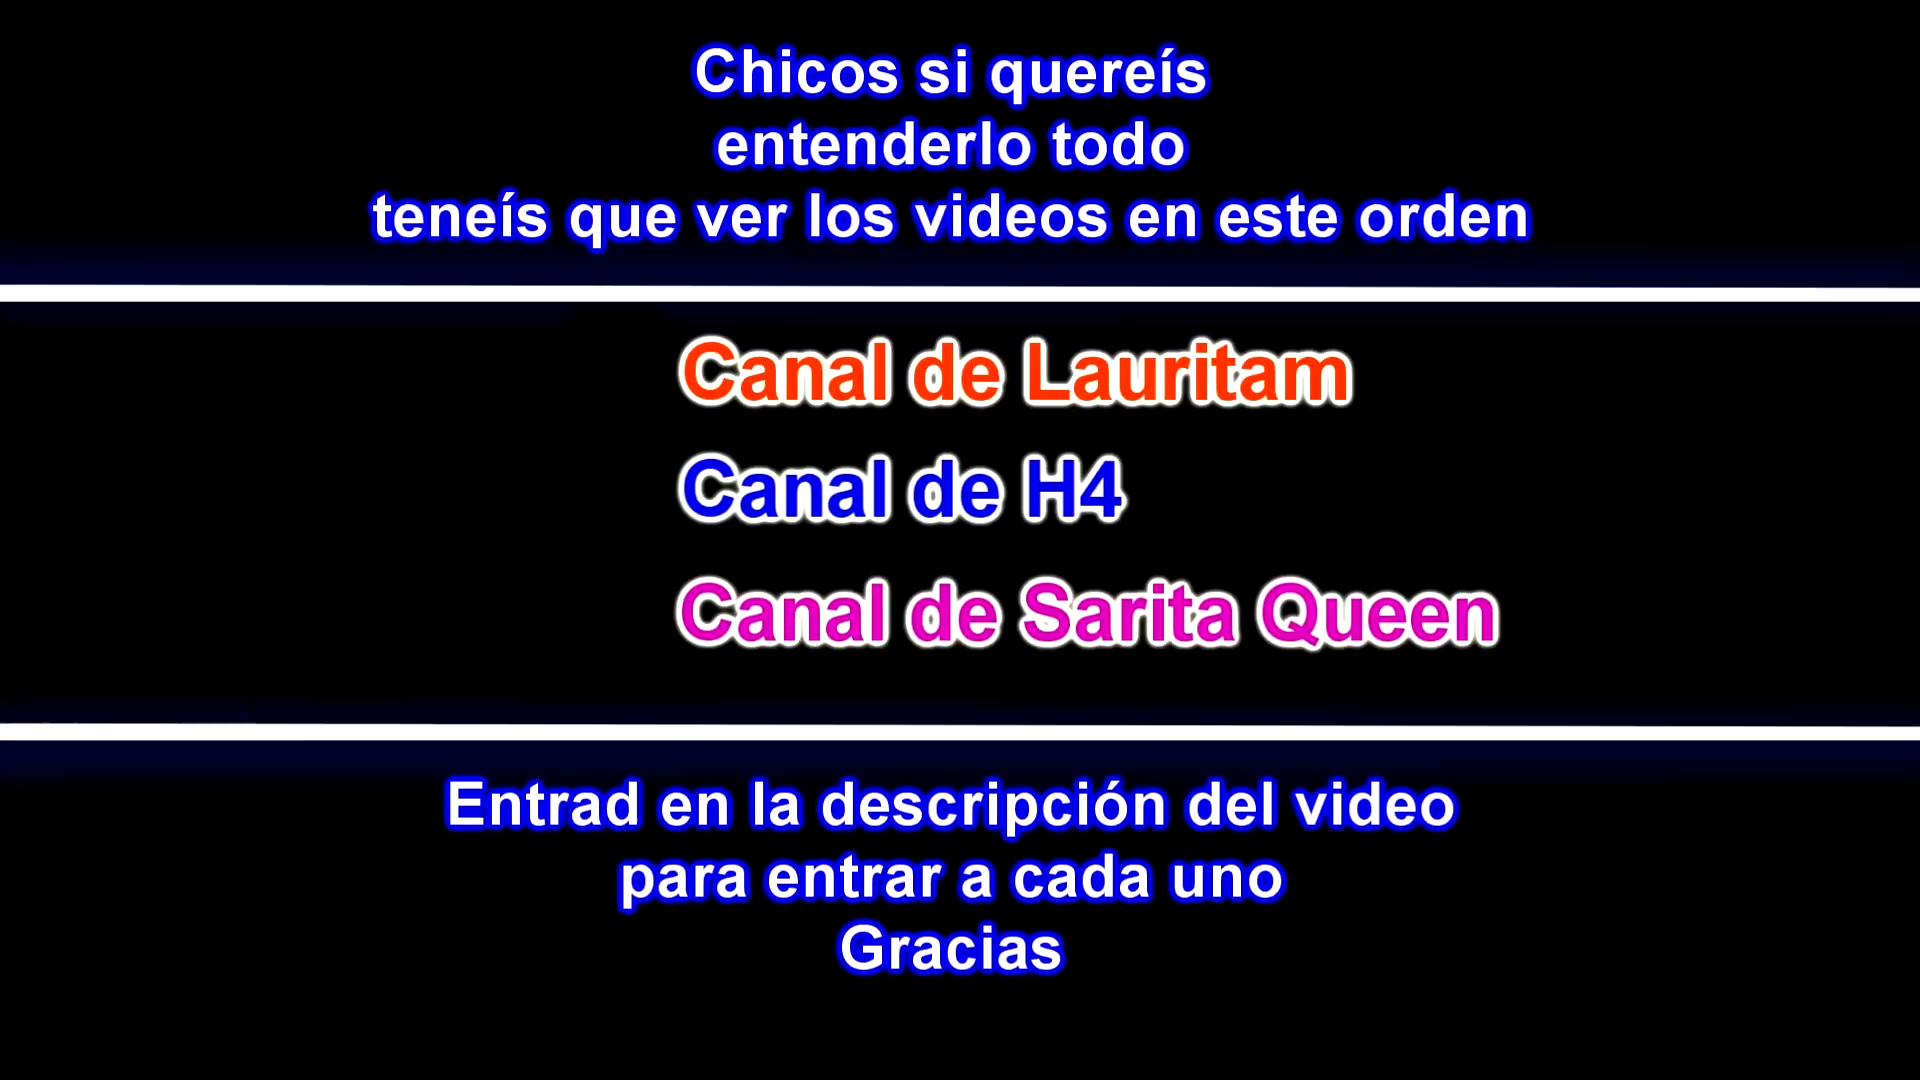 Chicos si quereís
entenderlo todo
teneís que ver los videos en este orden
Canal de Lauritam
Canal de H4
Canal de Sarita Queen
Entrad en la descripción del video
para entrar a cada uno
Gracias